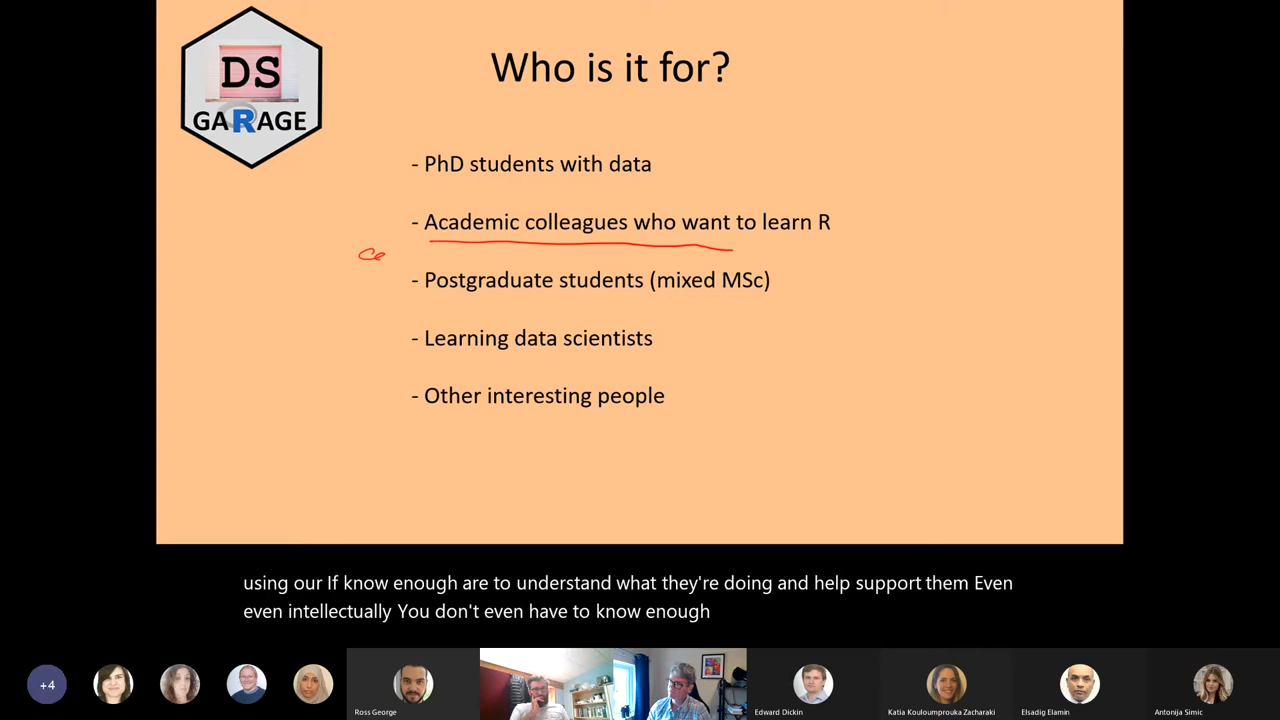 DS
GARAGE
Who is it for?
- PhD students with data
- Academic colleagues who want to learn R
- Postgraduate students (mixed MSc)
- Learning data scientists
- Other interesting people
using our If know enough are to understand what they're doing and help support them Even
even intellectually You don't even have to know enough
+4
Ross George
Edward Dickin
Katia Kouloumprouka Zacharaki
Elsadig Elamin
Antonija Simic